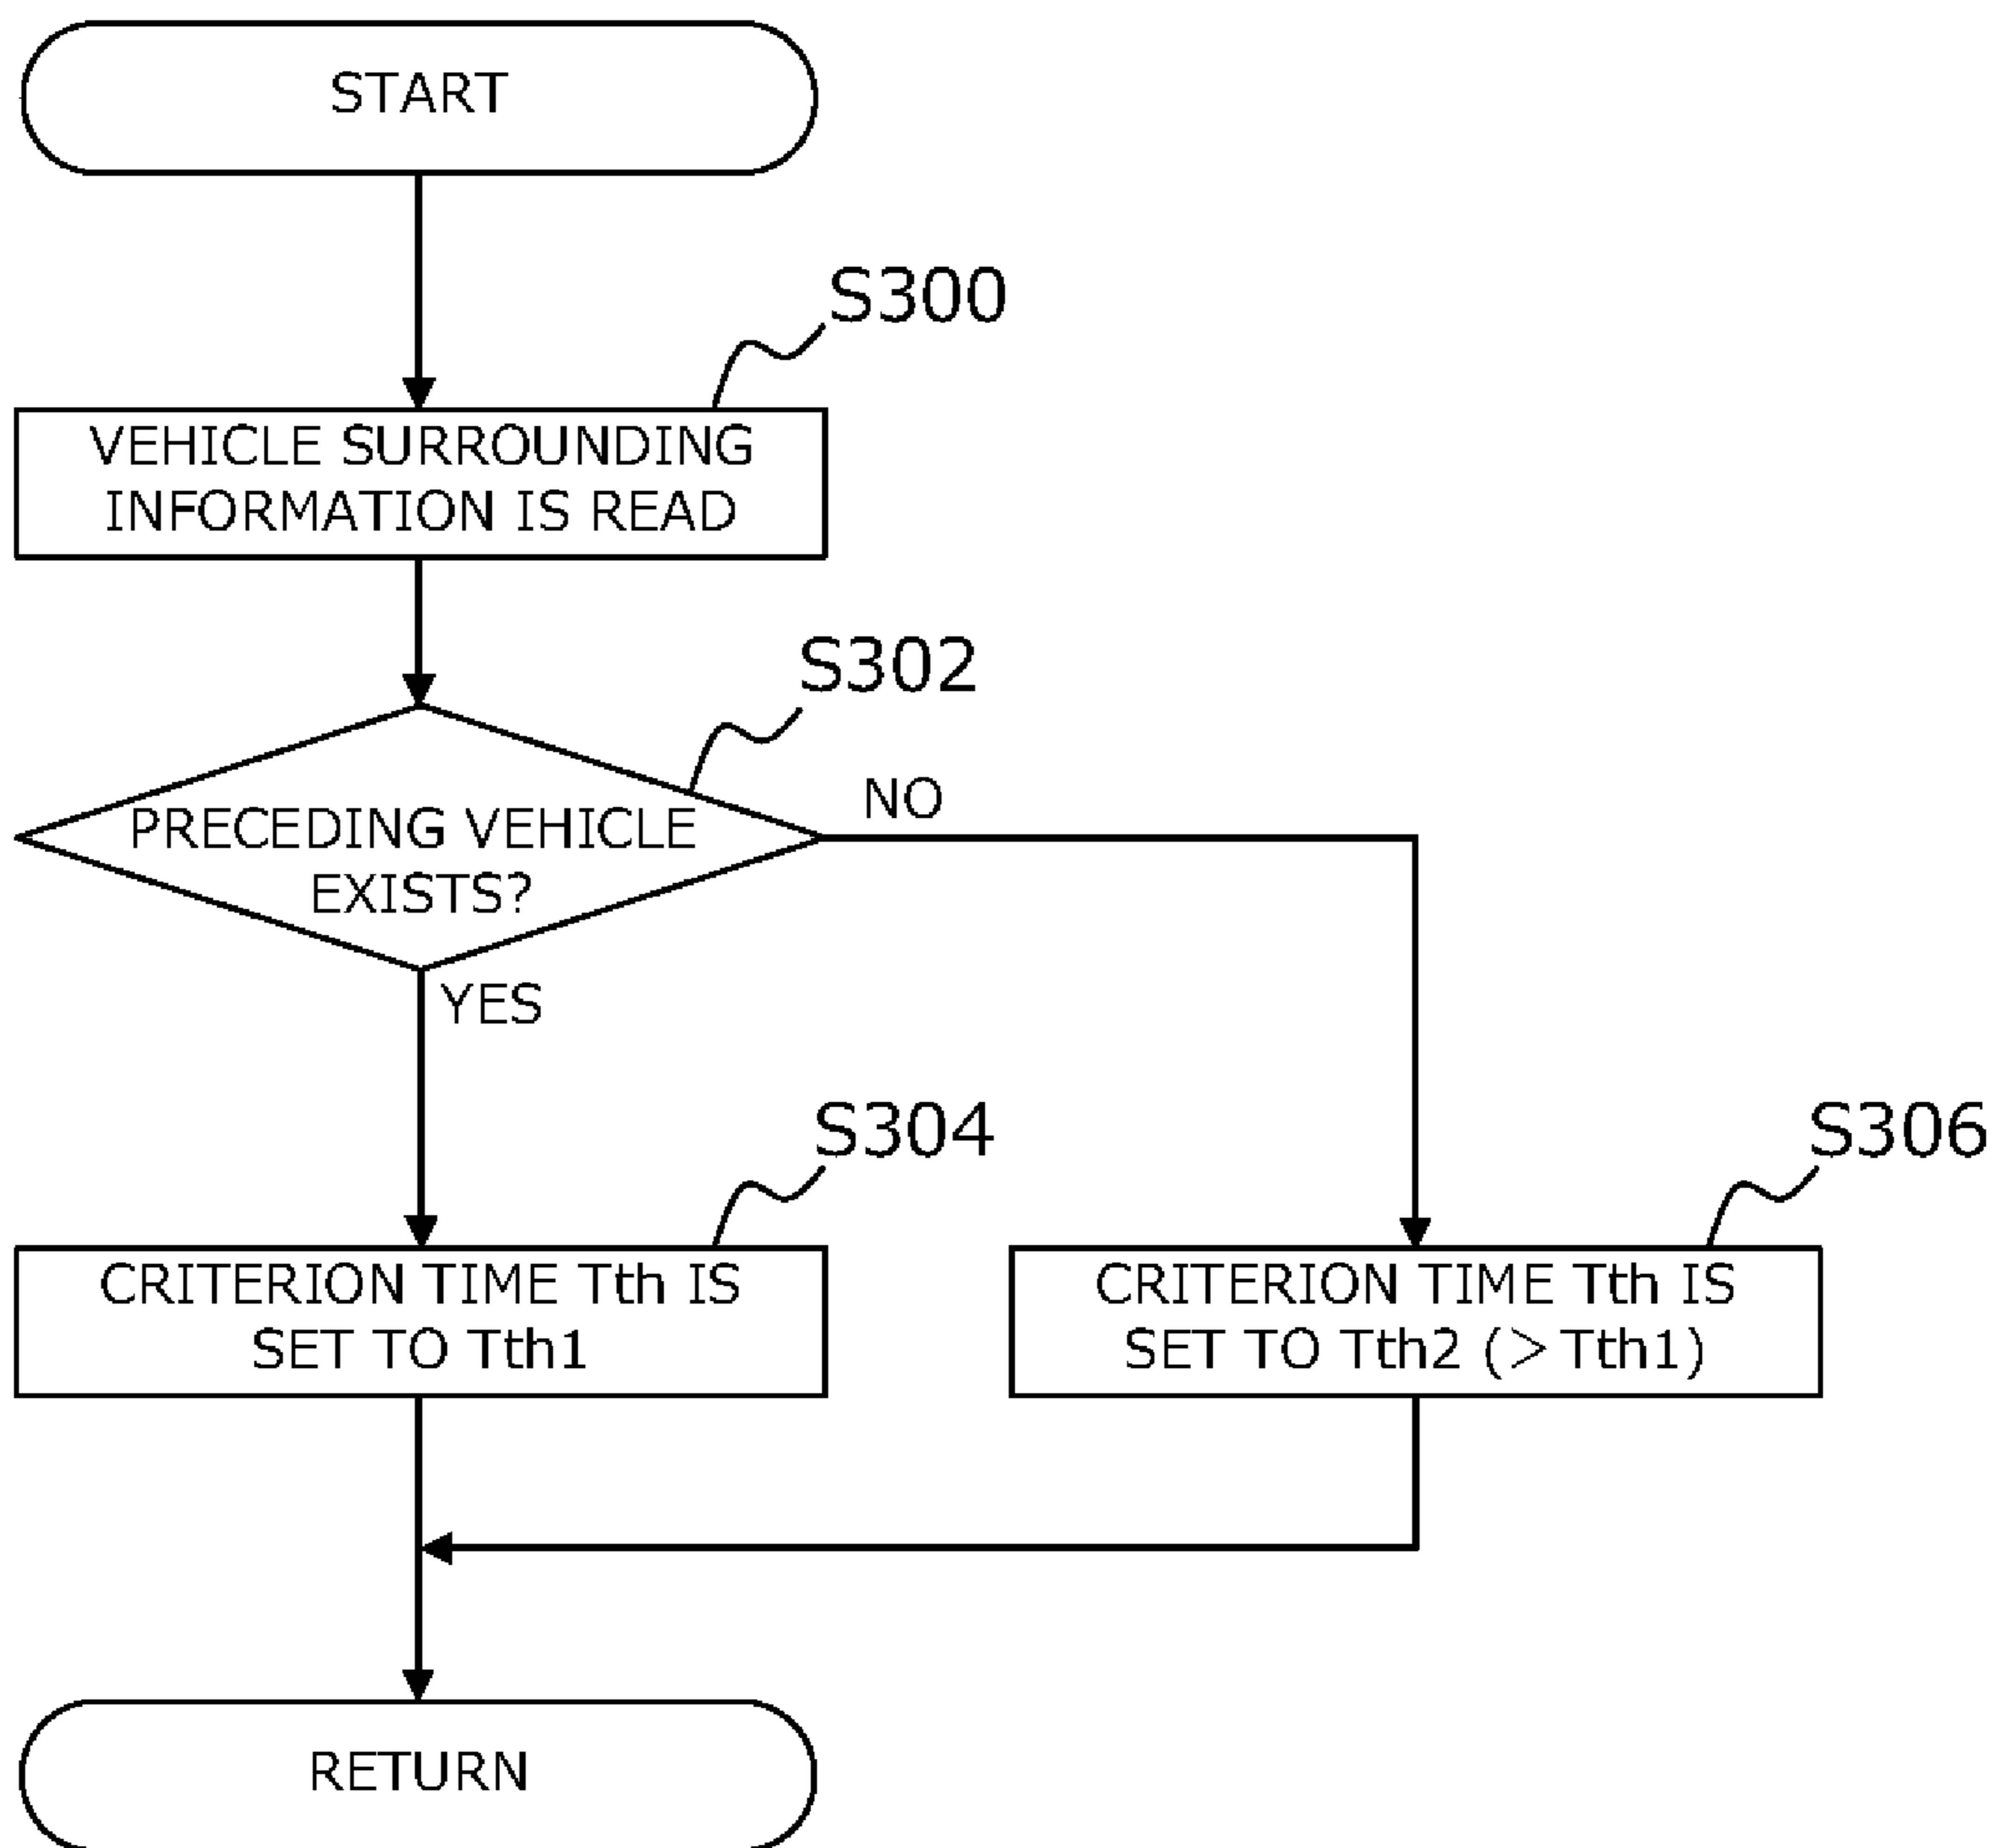 START
S300
VEHICLE SURROUNDING
INFORMATION IS READ
S302
PRECEDING VEHICLE
EXISTS?
NO
YES
S304
CRITERION TIME Tth IS
SET TO Tth1
S306
CRITERION TIME Tth IS
SET TO Tth2 (>Tth1)
RETURN